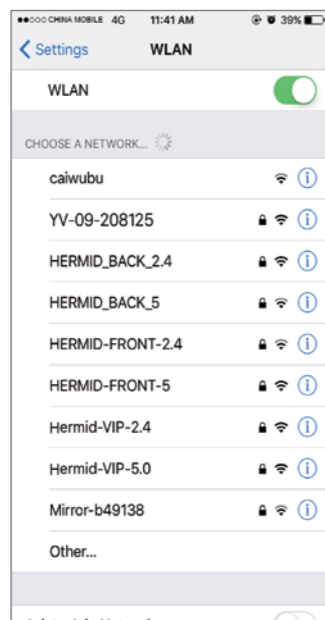 CHINA MOBILE 4G 11:41 AM 39%
Settings WLAN
WLAN
CHOOSE A NETWORK...
caiwubu
YV-09-208125
HERMID_BACK_2.4
HERMID_BACK_5
HERMID-FRONT-2.4
HERMID-FRONT-5
Hermid-VIP-2.4
Hermid-VIP-5.0
Mirror-b49138
Other...